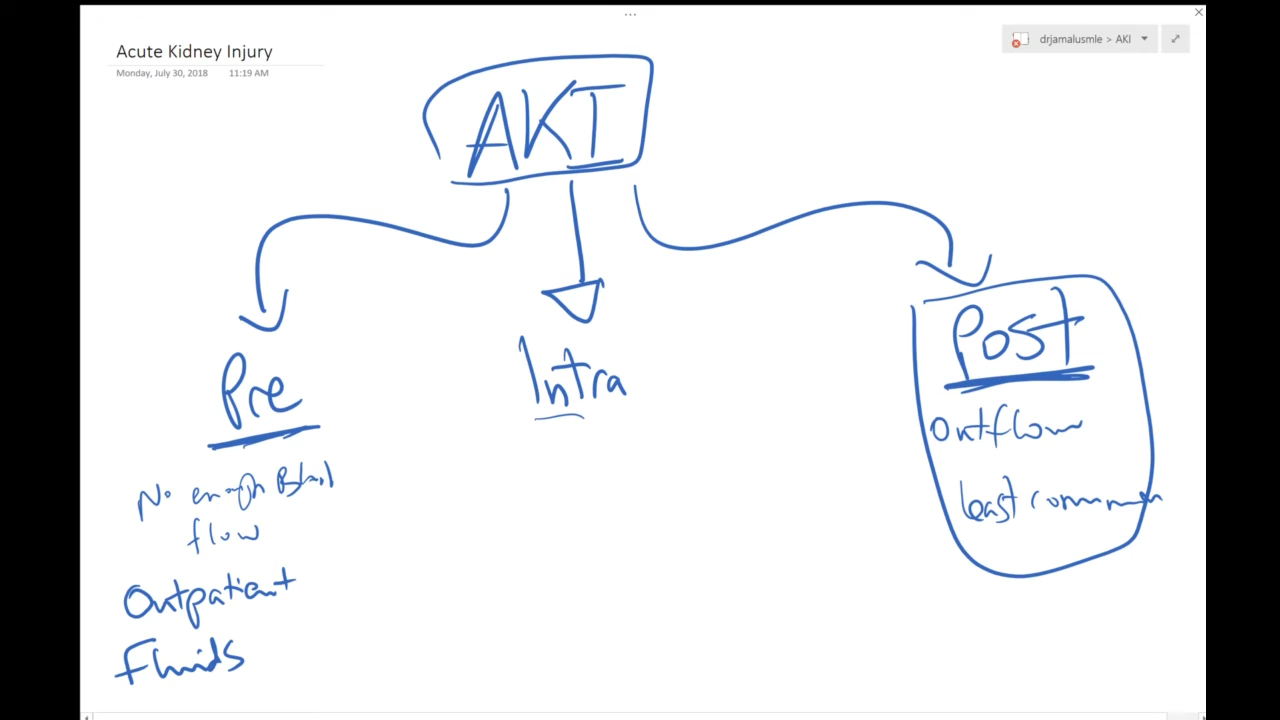 ...
Acute Kidney Injury
drjamalusmle > AKI
Monday, July 30, 2018 11:19 AM
AKI
Pre
No enough Blood flow
Outpatient
Fluids
Intra
Post
Outflow
least common